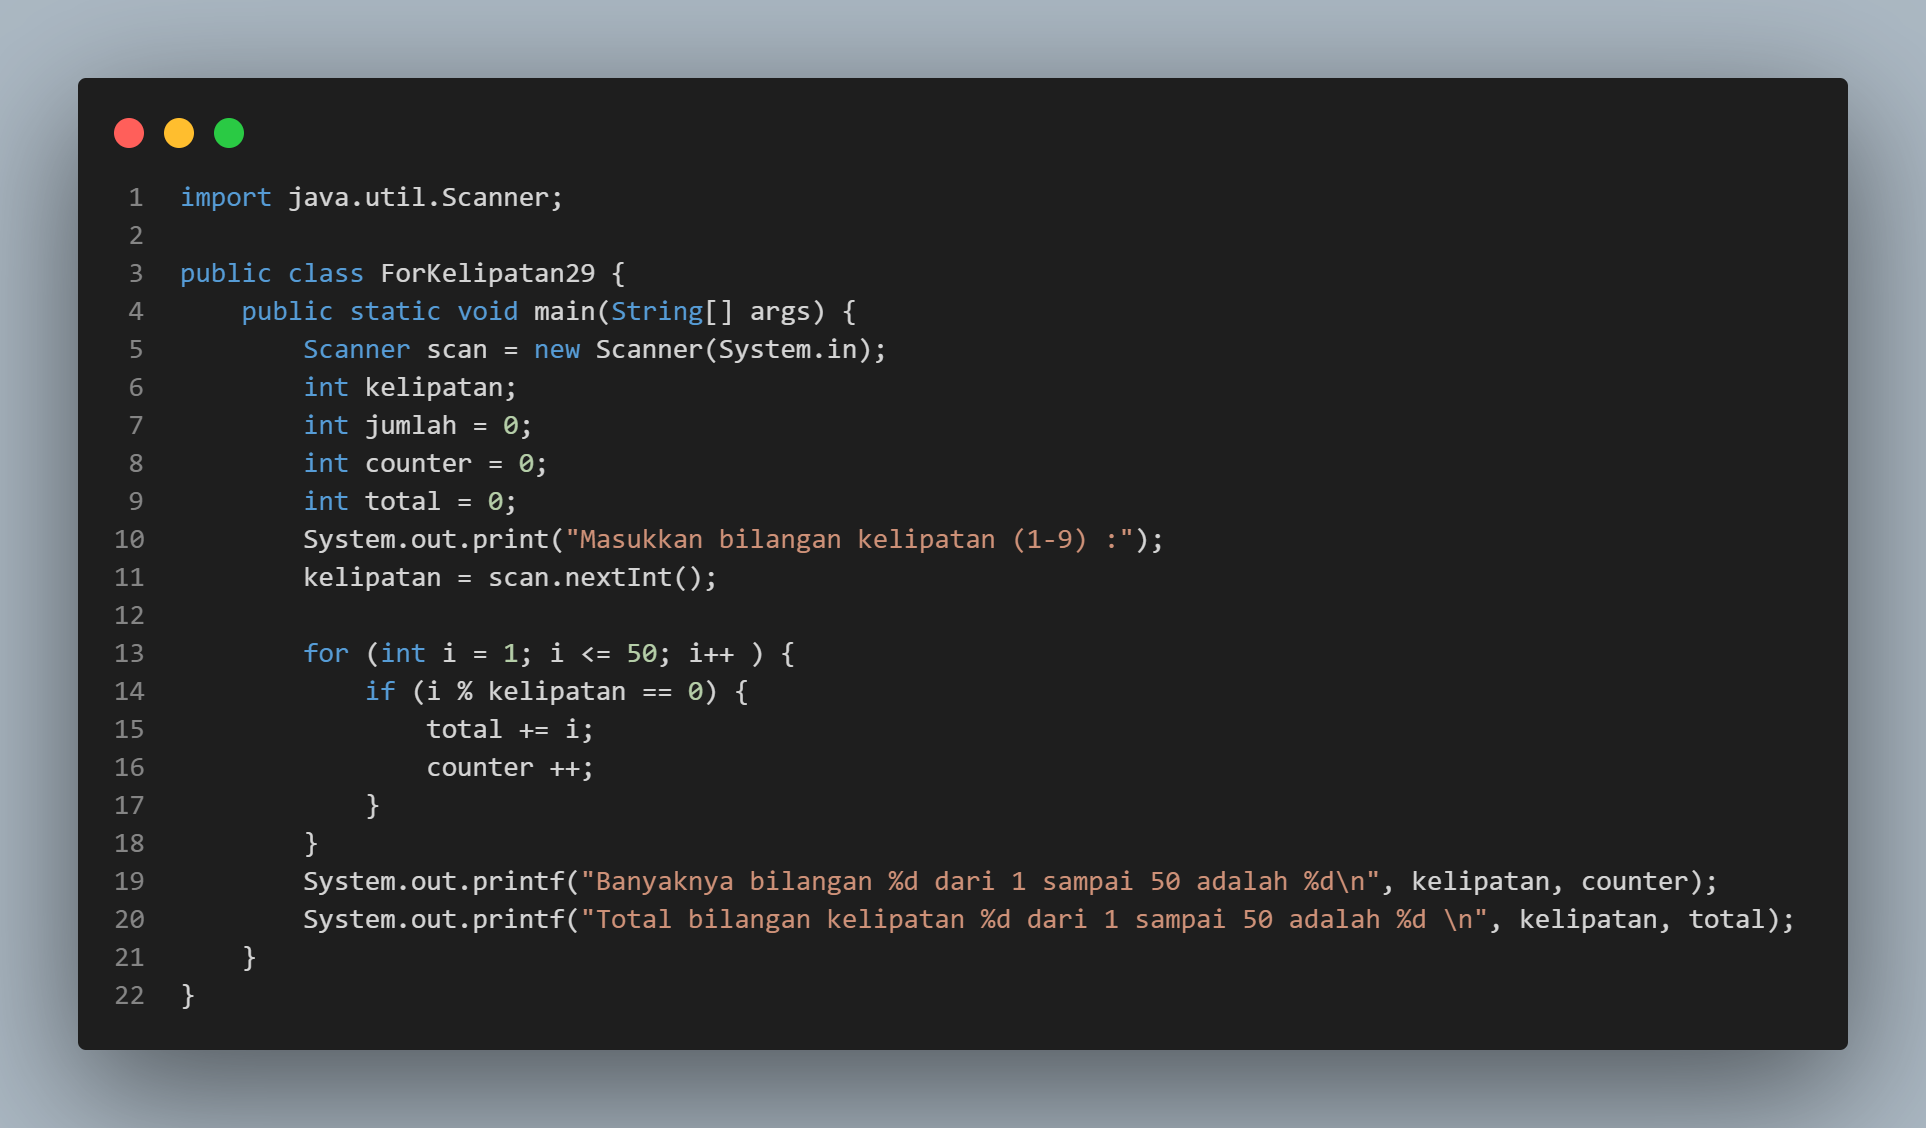 1 import java.util.Scanner;
2
3 public class ForKelipatan29 {
4     public static void main(String[] args) {
5         Scanner scan = new Scanner(System.in);
6         int kelipatan;
7         int jumlah = 0;
8         int counter = 0;
9         int total = 0;
10         System.out.print("Masukkan bilangan kelipatan (1-9) :");
11         kelipatan = scan.nextInt();
12
13         for (int i = 1; i <= 50; i++ ) {
14             if (i % kelipatan == 0) {
15                 total += i;
16                 counter ++;
17             }
18         }
19         System.out.printf("Banyaknya bilangan %d dari 1 sampai 50 adalah %d\n", kelipatan, counter);
20         System.out.printf("Total bilangan kelipatan %d dari 1 sampai 50 adalah %d \n", kelipatan, total);
21     }
22 }